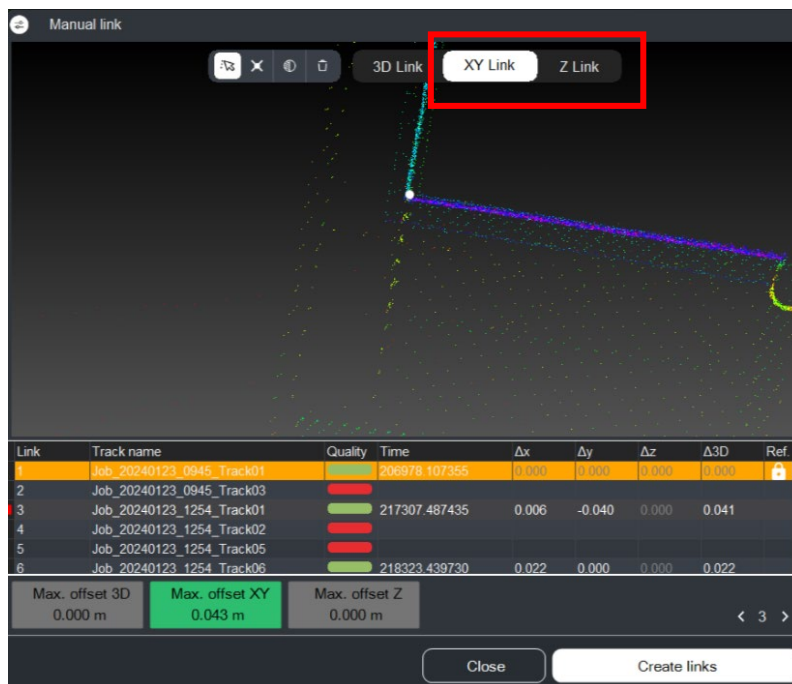 Manual link
3D Link XY Link Z Link
Link Track name Quality Time Δx Δy Δz Δ3D Ref.
1 Job_20240123_0945_Track01 206978.107355 0.000 0.000 0.000 0.000
2 Job_20240123_0945_Track03
3 Job_20240123_1254_Track01 217307.487435 0.006 -0.040 0.000 0.041
4 Job_20240123_1254_Track02
5 Job_20240123_1254_Track05
6 Job_20240123_1254_Track06 218323.439730 0.022 0.000 0.000 0.022
Max. offset 3D Max. offset XY Max. offset Z
0.000 m 0.043 m 0.000 m
< 3 >
Close Create links